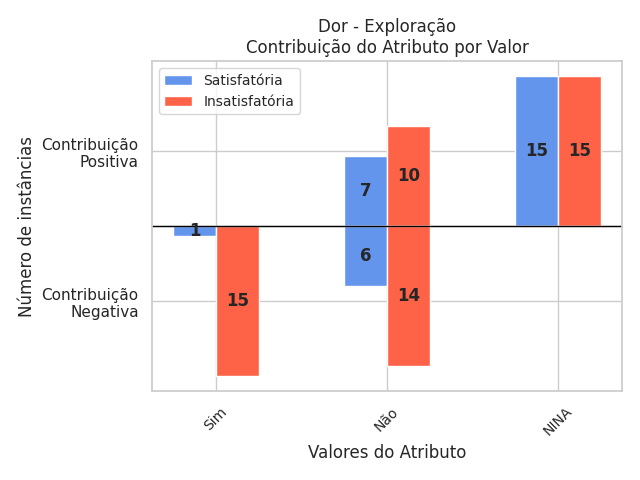 Dor - Exploração
Contribuição do Atributo por Valor
Satisfatória
Insatisfatória
Contribuição
Positiva
Contribuição
Negativa
Número de instâncias
1
15
7
10
6
14
15
15
Sim
Não
NINA
Valores do Atributo